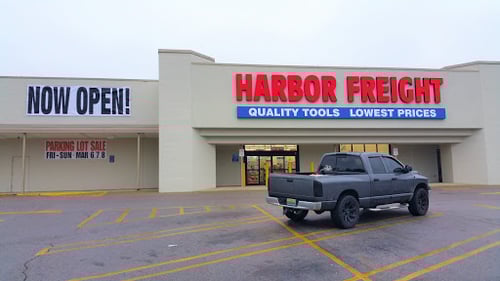 NOW OPEN!
PARKING LOT SALE
FRI-SUN-MAR 6 7 8
HARBOR FREIGHT
QUALITY TOOLS LOWEST PRICES